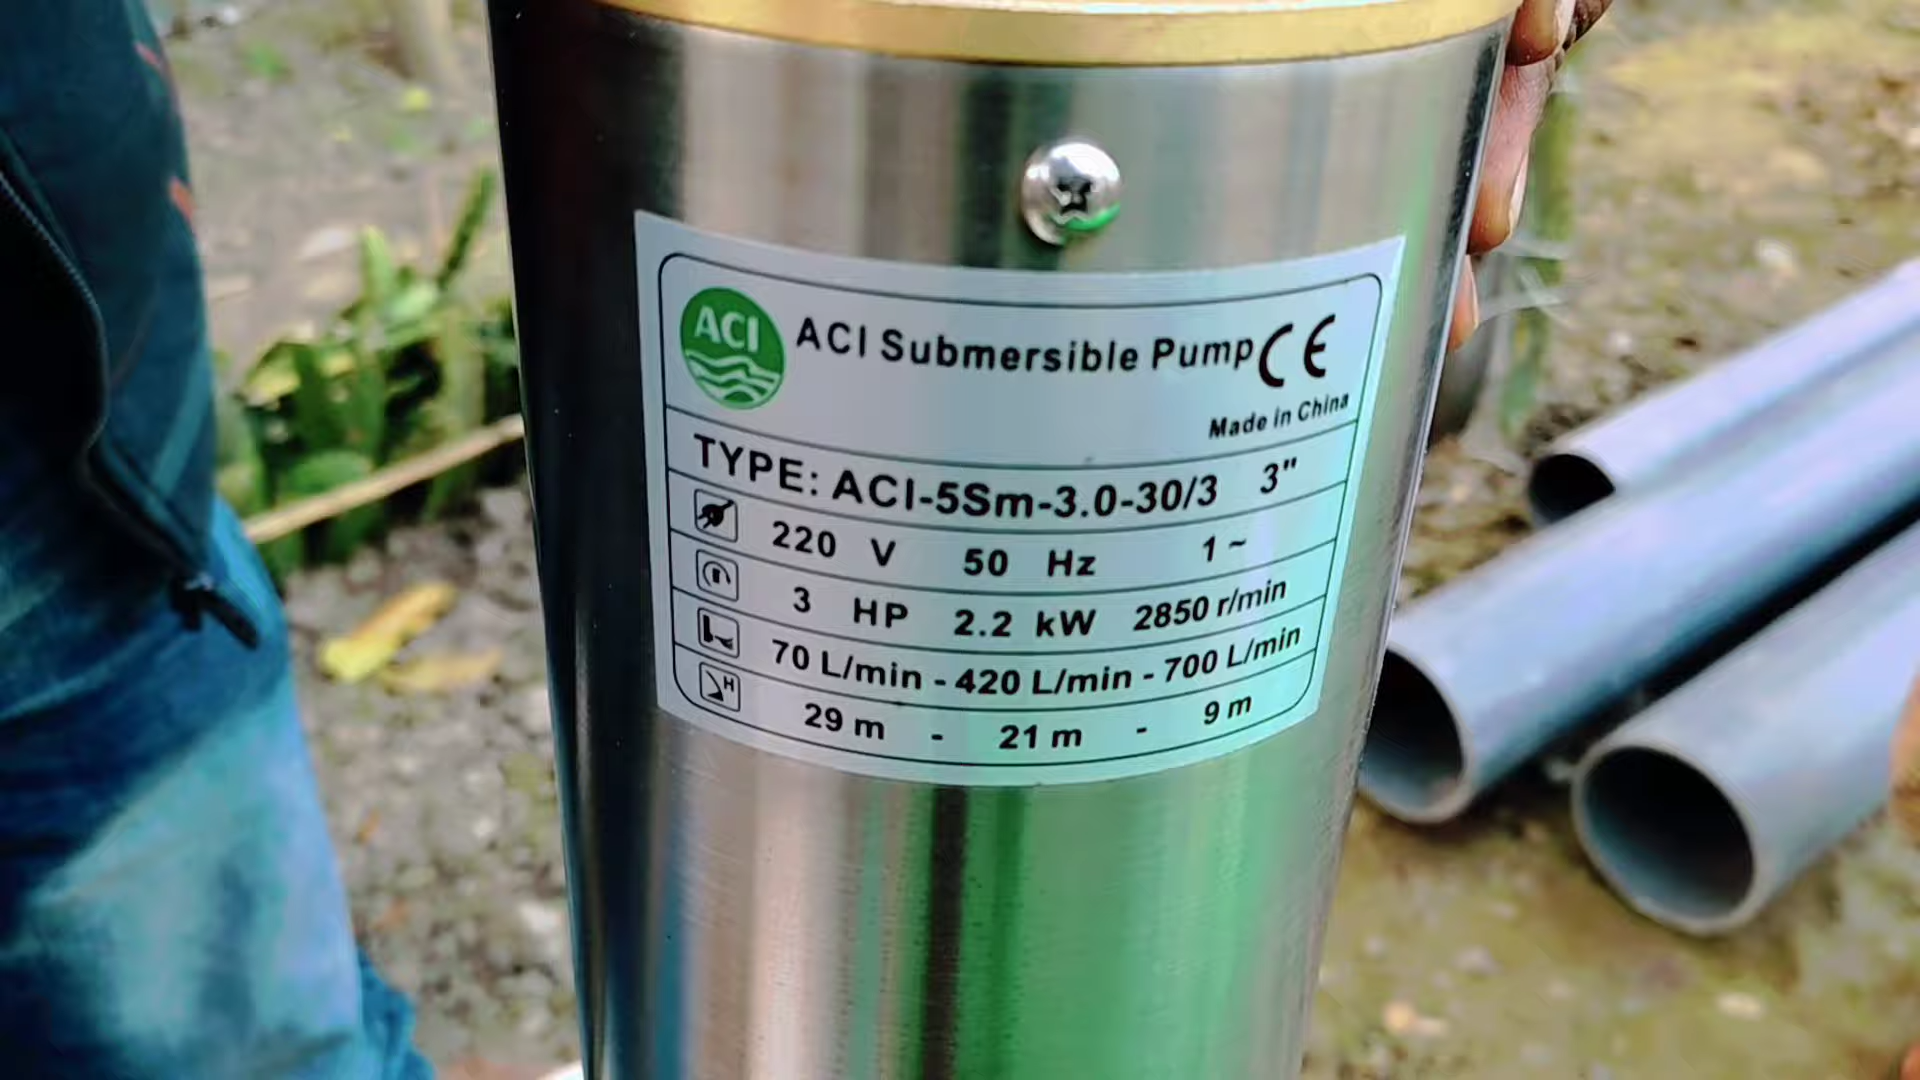 ACI
ACI Submersible Pump CE
Made in China
TYPE: ACI-5Sm-3.0-30/3 3"
220 V 50 Hz 1 ~
3 HP 2.2 kW 2850 r/min
70 L/min - 420 L/min - 700 L/min
H
29 m - 21 m - 9 m